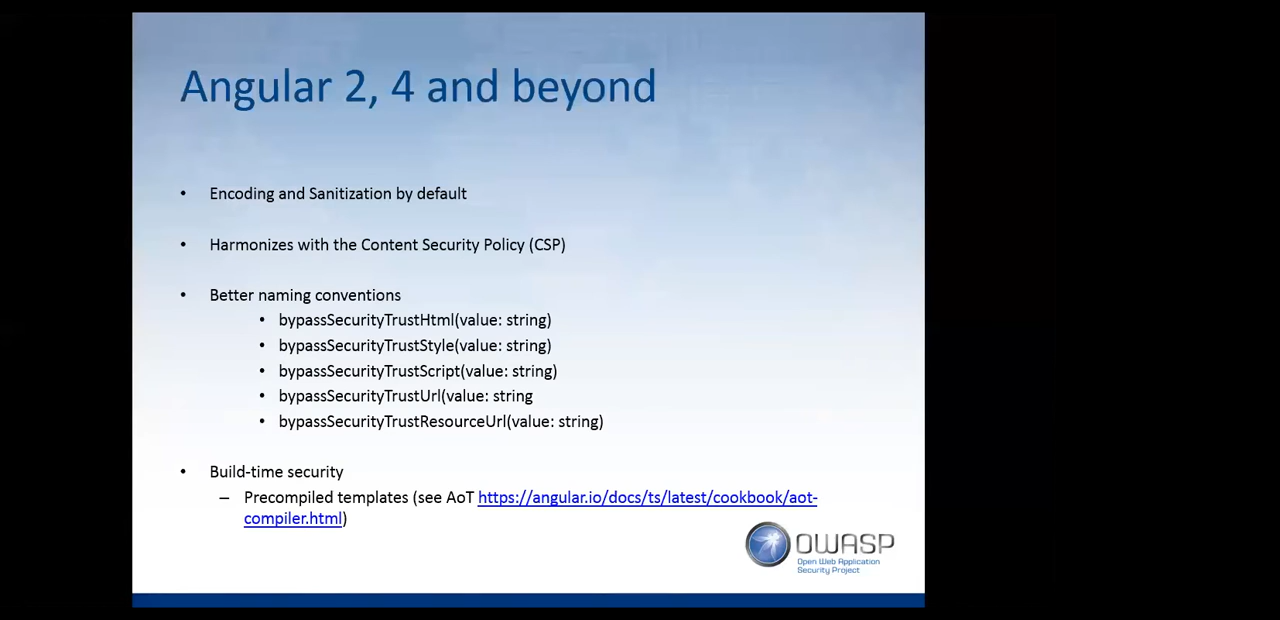 Angular 2, 4 and beyond
• Encoding and Sanitization by default
• Harmonizes with the Content Security Policy (CSP)
• Better naming conventions
• bypassSecurityTrustHtml(value: string)
• bypassSecurityTrustStyle(value: string)
• bypassSecurityTrustScript(value: string)
• bypassSecurityTrustUrl(value: string
• bypassSecurityTrustResourceUrl(value: string)
• Build-time security
– Precompiled templates (see AoT https://angular.io/docs/ts/latest/cookbook/aot-
compiler.html)
OWASP
Open Web Application
Security Project